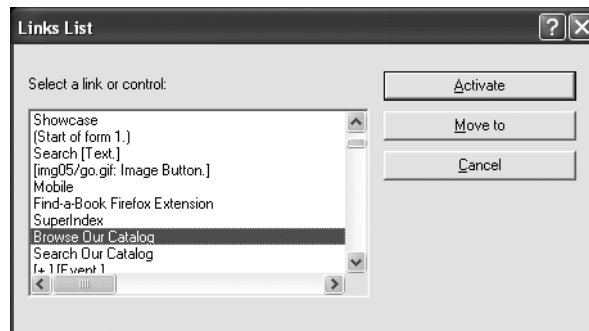 Links List
Select a link or control:
Showcase
(Start of form 1.)
Search [Text.]
[img05/go.gif: Image Button.]
Mobile
Find-a-Book Firefox Extension
SuperIndex
Browse Our Catalog
Search Our Catalog
[+ ] [Event.]
Activate
Move to
Cancel